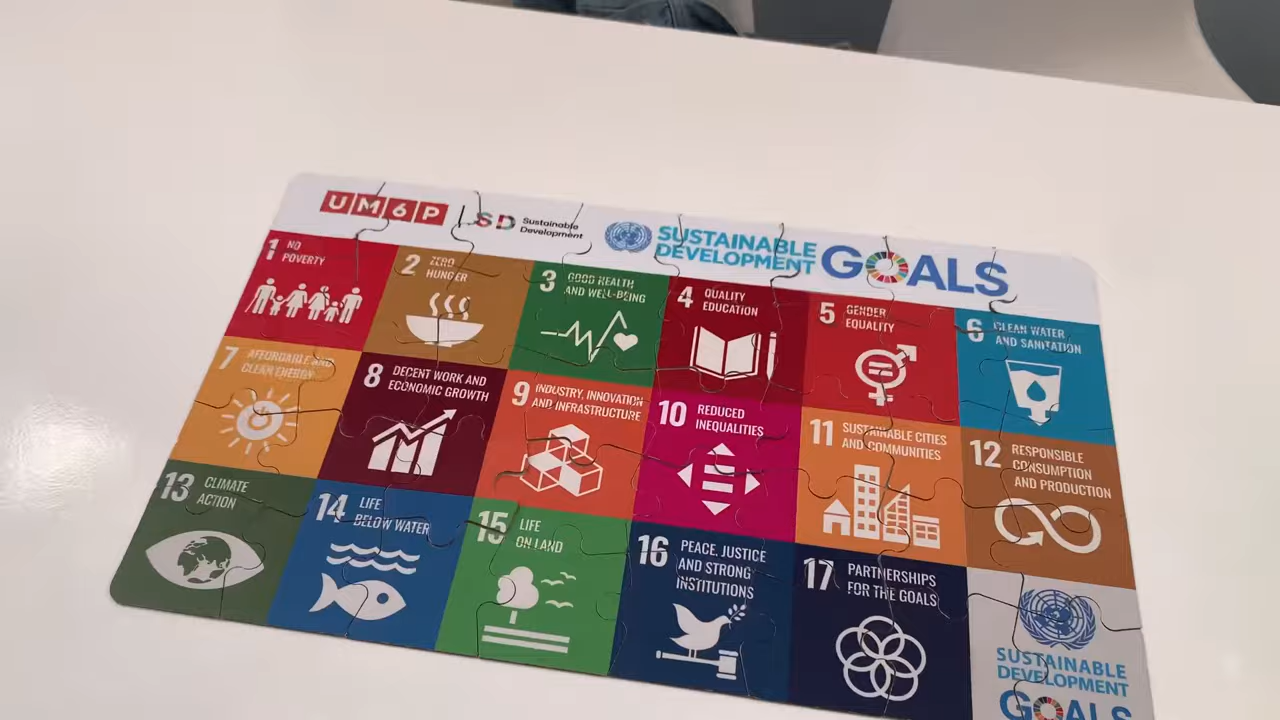 UM6P
SD Sustainable
Development
SUSTAINABLE
DEVELOPMENT
GOALS
1 NO
POVERTY
2 ZERO
HUNGER
3 GOOD HEALTH
AND WELL-BEING
4 QUALITY
EDUCATION
5 GENDER
EQUALITY
6 CLEAN WATER
AND SANITATION
7 AFFORDABLE AND
CLEAN ENERGY
8 DECENT WORK AND
ECONOMIC GROWTH
9 INDUSTRY, INNOVATION
AND INFRASTRUCTURE
10 REDUCED
INEQUALITIES
11 SUSTAINABLE CITIES
AND COMMUNITIES
12 RESPONSIBLE
CONSUMPTION
AND PRODUCTION
13 CLIMATE
ACTION
14 LIFE
BELOW WATER
15 LIFE
ON LAND
16 PEACE, JUSTICE
AND STRONG
INSTITUTIONS
17 PARTNERSHIPS
FOR THE GOALS
SUSTAINABLE
DEVELOPMENT
GOALS